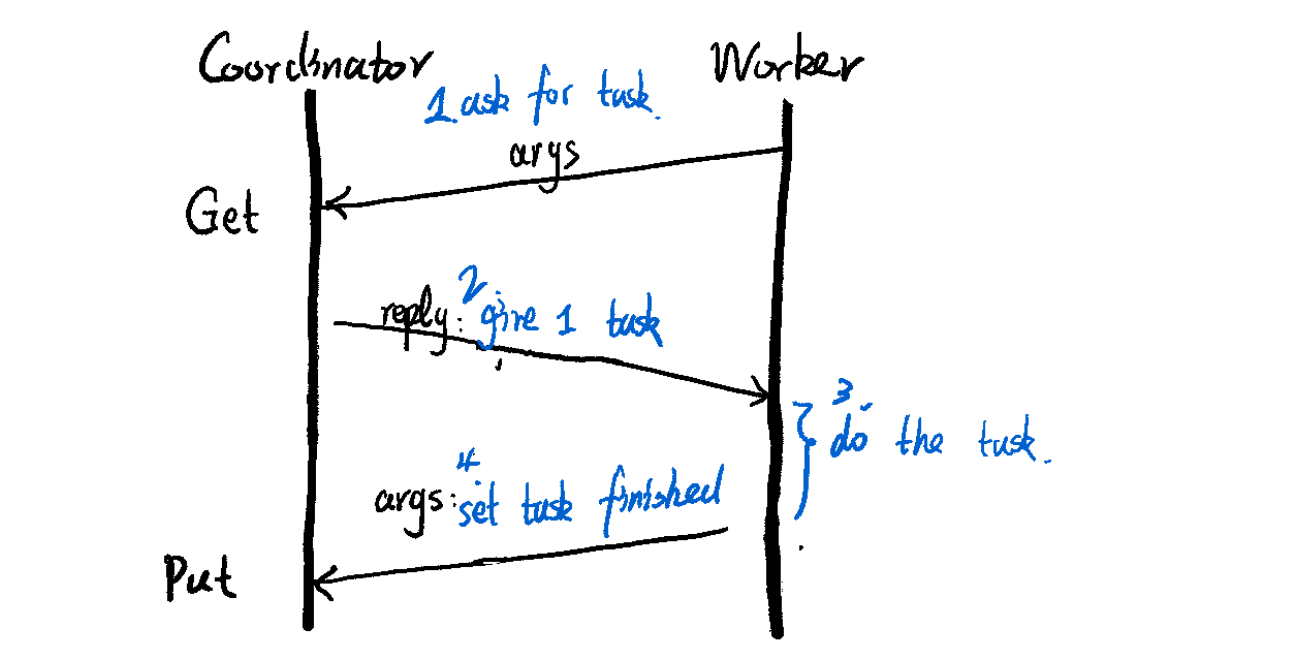 Coordinator
Worker
1. ask for task.
args
Get
reply: 2. give 1 task
3. do the task.
args: 4. set task finished
Put